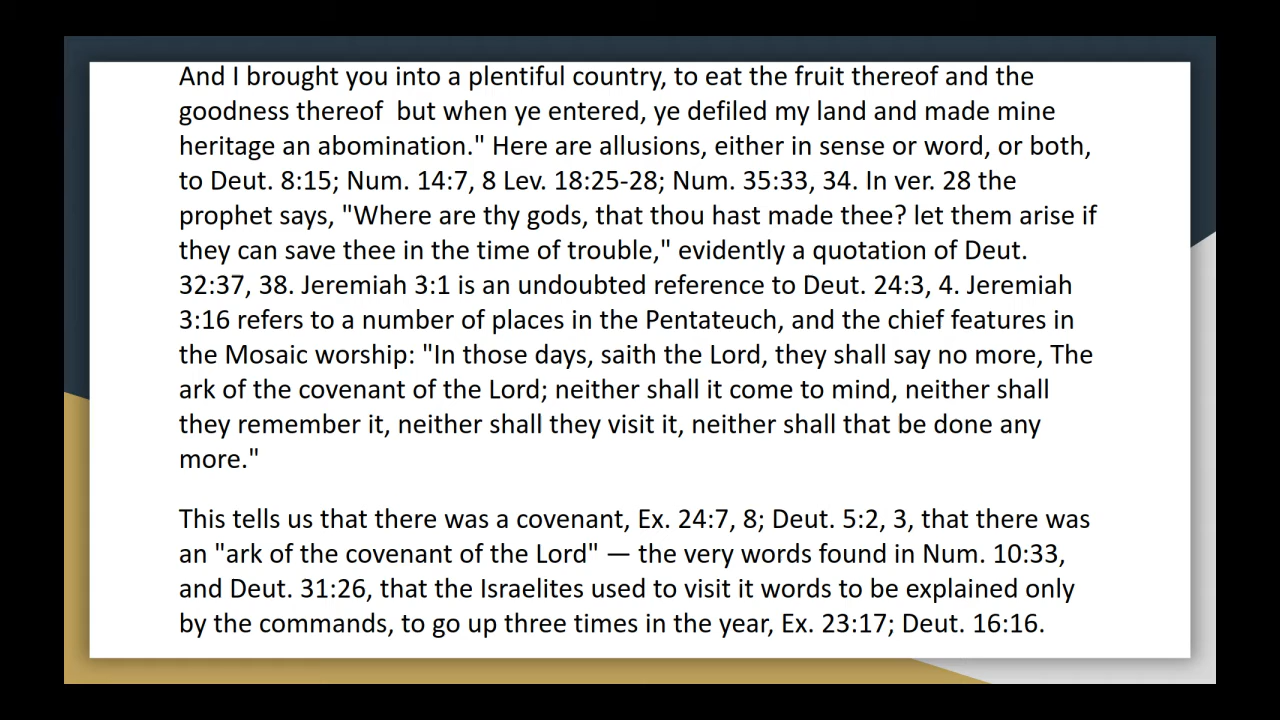 And I brought you into a plentiful country, to eat the fruit thereof and the
goodness thereof  but when ye entered, ye defiled my land and made mine
heritage an abomination." Here are allusions, either in sense or word, or both,
to Deut. 8:15; Num. 14:7, 8 Lev. 18:25-28; Num. 35:33, 34. In ver. 28 the
prophet says, "Where are thy gods, that thou hast made thee? let them arise if
they can save thee in the time of trouble," evidently a quotation of Deut.
32:37, 38. Jeremiah 3:1 is an undoubted reference to Deut. 24:3, 4. Jeremiah
3:16 refers to a number of places in the Pentateuch, and the chief features in
the Mosaic worship: "In those days, saith the Lord, they shall say no more, The
ark of the covenant of the Lord; neither shall it come to mind, neither shall
they remember it, neither shall they visit it, neither shall that be done any
more."
This tells us that there was a covenant, Ex. 24:7, 8; Deut. 5:2, 3, that there was
an "ark of the covenant of the Lord" — the very words found in Num. 10:33,
and Deut. 31:26, that the Israelites used to visit it words to be explained only
by the commands, to go up three times in the year, Ex. 23:17; Deut. 16:16.